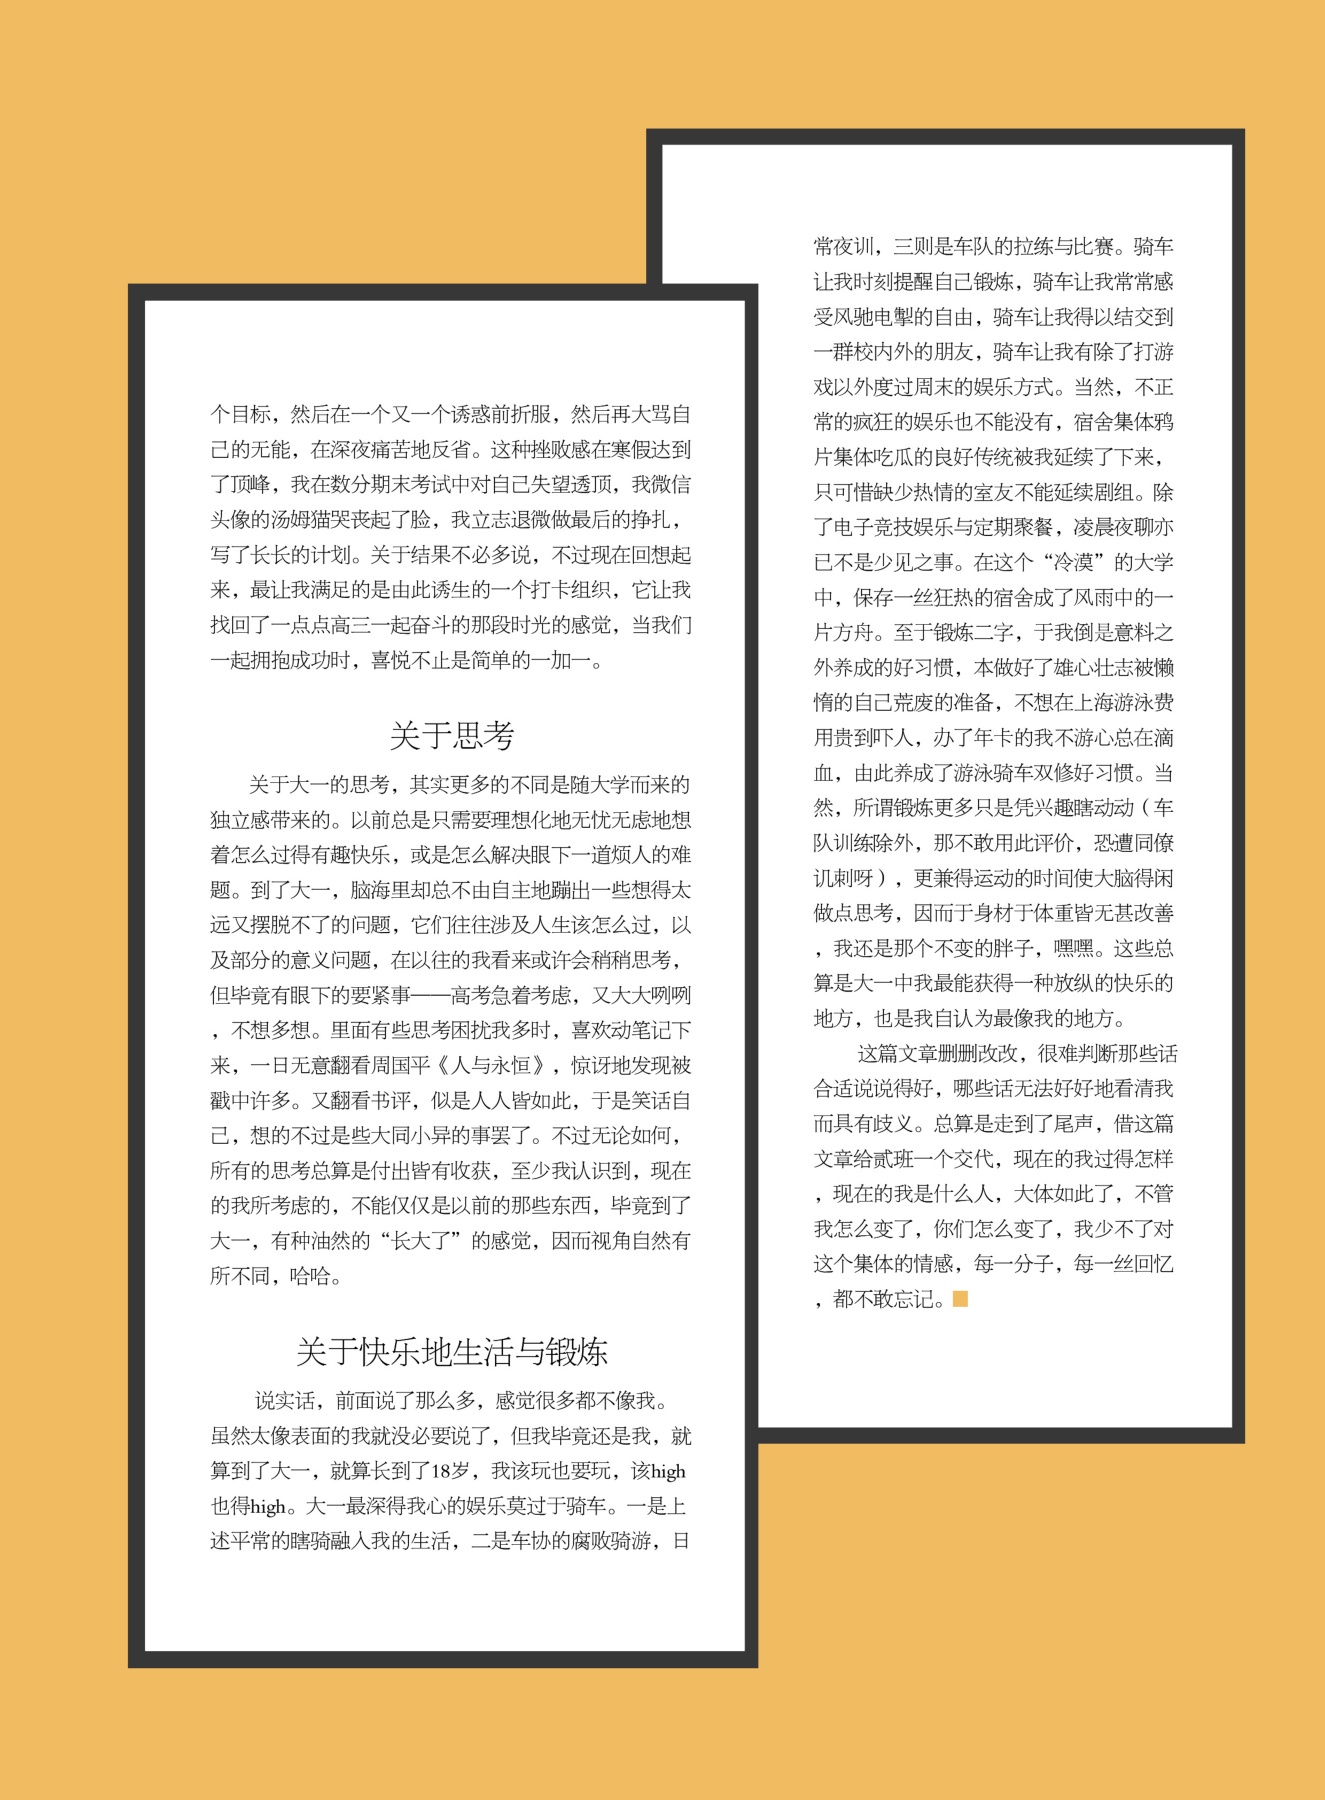 个目标，然后在一个又一个诱惑前折服，然后再大骂自
己的无能，在深夜痛苦地反省。这种挫败感在寒假达到
了顶峰，我在数分期末考试中对自己失望透顶，我微信
头像的汤姆猫哭丧起了脸，我立志退微做最后的挣扎，
写了长长的计划。关于结果不必多说，不过现在回想起
来，最让我满足的是由此诱生的一个打卡组织，它让我
找回了一点点高三一起奋斗的那段时光的感觉，当我们
一起拥抱成功时，喜悦不止是简单的一加一。
关于思考
关于大一的思考，其实更多的不同是随大学而来的
独立感带来的。以前总是只需要理想化地无忧无虑地想
着怎么过得有趣快乐，或是怎么解决眼下一道烦人的难
题。到了大一，脑海里却总不由自主地蹦出一些想得太
远又摆脱不了的问题，它们往往涉及人生该怎么过，以
及部分的意义问题，在以往的我看来或许会稍稍思考，
但毕竟有眼下的要紧事——高考急着考虑，又大大咧咧
，不想多想。里面有些思考困扰我多时，喜欢动笔记下
来，一日无意翻看周国平《人与永恒》，惊讶地发现被
戳中许多。又翻看书评，似是人人皆如此，于是笑话自
己，想的不过是些大同小异的事罢了。不过无论如何，
所有的思考总算是付出皆有收获，至少我认识到，现在
的我所考虑的，不能仅仅是以前的那些东西，毕竟到了
大一，有种油然的“长大了”的感觉，因而视角自然有
所不同，哈哈。
关于快乐地生活与锻炼
说实话，前面说了那么多，感觉很多都不像我。
虽然太像表面的我就没必要说了，但我毕竟还是我，就
算到了大一，就算长到了18岁，我该玩也要玩，该high
也得high。大一最深得我心的娱乐莫过于骑车。一是上
述平常的瞎骑融入我的生活，二是车协的腐败骑游，日
常夜训，三则是车队的拉练与比赛。骑车
让我时刻提醒自己锻炼，骑车让我常常感
受风驰电掣的自由，骑车让我得以结交到
一群校内外的朋友，骑车让我有除了打游
戏以外度过周末的娱乐方式。当然，不正
常的疯狂的娱乐也不能没有，宿舍集体鸦
片集体吃瓜的良好传统被我延续了下来，
只可惜缺少热情的室友不能延续剧组。除
了电子竞技娱乐与定期聚餐，凌晨夜聊亦
已不是少见之事。在这个“冷漠”的大学
中，保存一丝狂热的宿舍成了风雨中的一
片方舟。至于锻炼二字，于我倒是意料之
外养成的好习惯，本做好了雄心壮志被懒
惰的自己荒废的准备，不想在上海游泳费
用贵到吓人，办了年卡的我不游心总在滴
血，由此养成了游泳骑车双修好习惯。当
然，所谓锻炼更多只是凭兴趣瞎动动（车
队训练除外，那不敢用此评价，恐遭同僚
讥刺呀），更兼得运动的时间使大脑得闲
做点思考，因而于身材于体重皆无甚改善
，我还是那个不变的胖子，嘿嘿。这些总
算是大一中我最能获得一种放纵的快乐的
地方，也是我自认为最像我的地方。
这篇文章删删改改，很难判断那些话
合适说说得好，哪些话无法好好地看清我
而具有歧义。总算是走到了尾声，借这篇
文章给贰班一个交代，现在的我过得怎样
，现在的我是什么人，大体如此了，不管
我怎么变了，你们怎么变了，我少不了对
这个集体的情感，每一分子，每一丝回忆
，都不敢忘记。